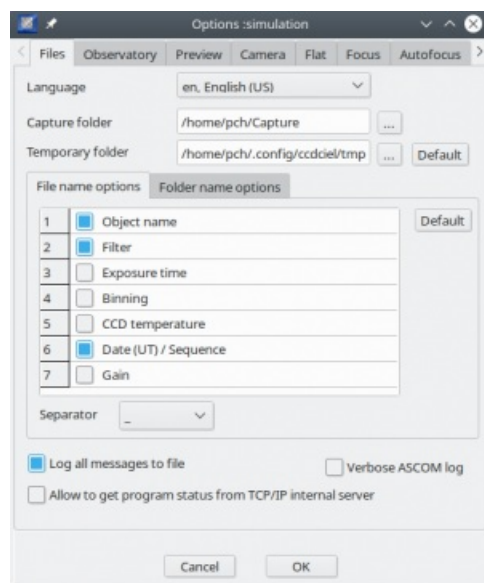 Options :simulation
Files Observatory Preview Camera Flat Focus Autofocus
Language en, English (US)
Capture folder /home/pch/Capture ...
Temporary folder /home/pch/.config/ccdciel/tmp ... Default
File name options Folder name options
1 Object name Default
2 Filter
3 Exposure time
4 Binning
5 CCD temperature
6 Date (UT) / Sequence
7 Gain
Separator _
Log all messages to file Verbose ASCOM log
Allow to get program status from TCP/IP internal server
Cancel OK